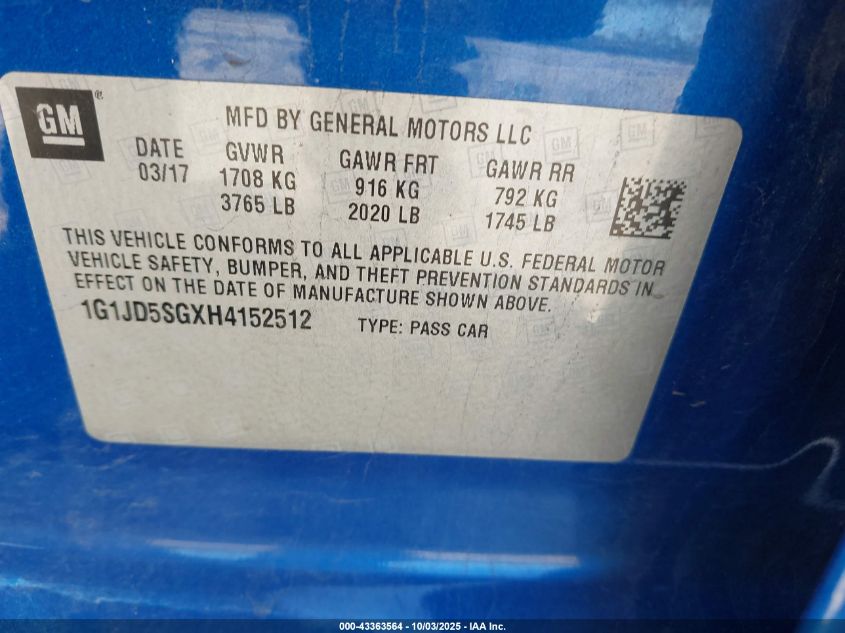 GM®
MFD BY GENERAL MOTORS LLC
DATE GVWR GAWR FRT GAWR RR
03/17 1708 KG 916 KG 792 KG
3765 LB 2020 LB 1745 LB
THIS VEHICLE CONFORMS TO ALL APPLICABLE U.S. FEDERAL MOTOR
VEHICLE SAFETY, BUMPER, AND THEFT PREVENTION STANDARDS IN
EFFECT ON THE DATE OF MANUFACTURE SHOWN ABOVE.
1G1JD5SGXH4152512 TYPE: PASS CAR
000-43363564 - 10/03/2025 - IAA Inc.